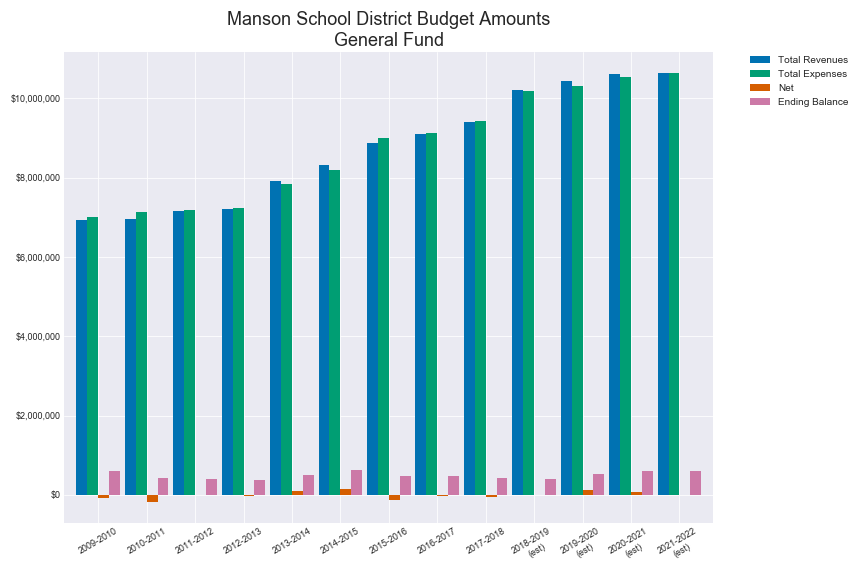 Manson School District Budget Amounts
General Fund
Total Revenues
Total Expenses
Net
Ending Balance
$10,000,000
$8,000,000
$6,000,000
$4,000,000
$2,000,000
$0
2009-2010
2010-2011
2011-2012
2012-2013
2013-2014
2014-2015
2015-2016
2016-2017
2017-2018
2018-2019
(est)
2019-2020
(est)
2020-2021
(est)
2021-2022
(est)